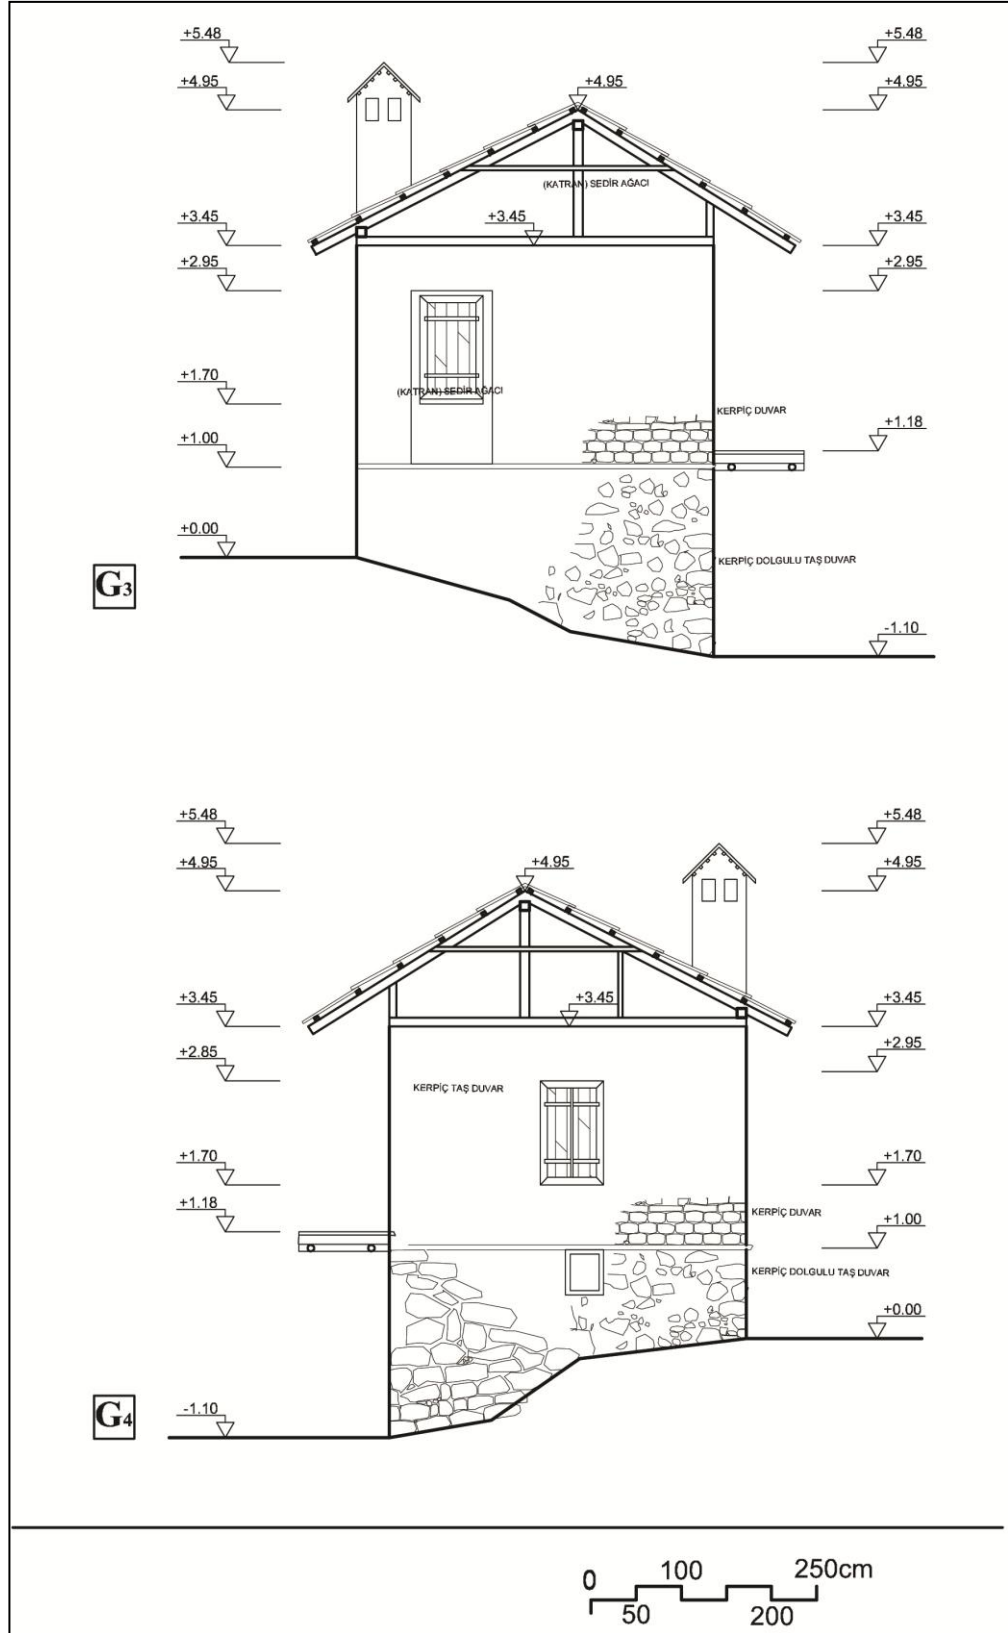 +5.48 +5.48
+4.95 +4.95 +4.95
(KATRAN) SEDİR AĞACI
+3.45 +3.45 +3.45
+2.95 +2.95
+1.70
(KATRAN) SEDİR AĞACI
KERPİÇ DUVAR
+1.18
+1.00
+0.00
KERPİÇ DOLGULU TAŞ DUVAR
G3
-1.10
+5.48 +5.48
+4.95 +4.95 +4.95
+3.45 +3.45 +3.45
+2.85 +2.95
KERPİÇ TAŞ DUVAR
+1.70 +1.70
+1.18 KERPİÇ DUVAR +1.00
KERPİÇ DOLGULU TAŞ DUVAR
+0.00
G4
-1.10
0 100 250cm
50 200